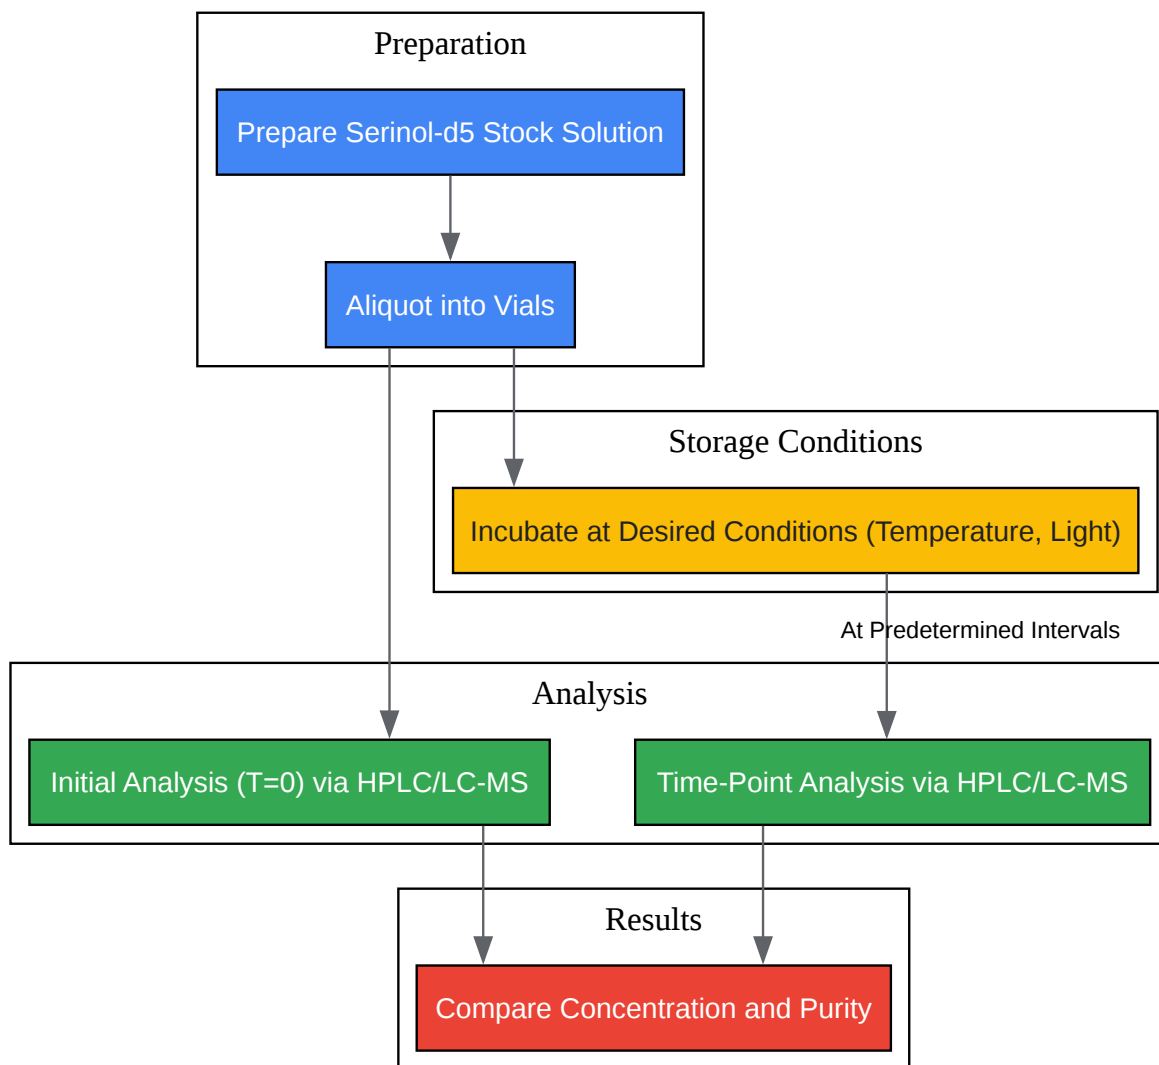 Preparation
Prepare Serinol-d5 Stock Solution
Aliquot into Vials
Storage Conditions
Incubate at Desired Conditions (Temperature, Light)
At Predetermined Intervals
Analysis
Initial Analysis (T=0) via HPLC/LC-MS
Time-Point Analysis via HPLC/LC-MS
Results
Compare Concentration and Purity